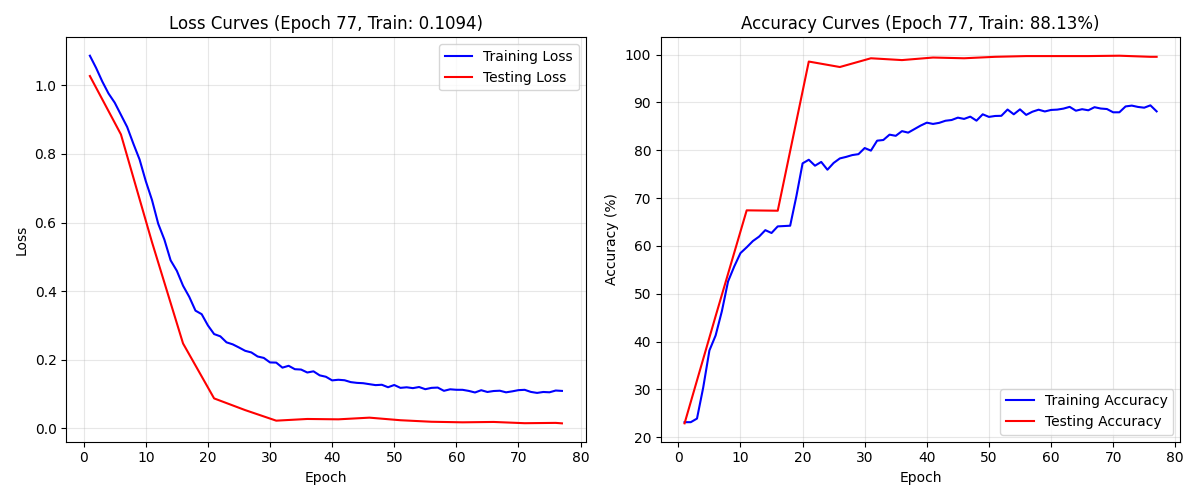 Loss Curves (Epoch 77, Train: 0.1094)
Training Loss
Testing Loss
1.0
0.8
0.6
0.4
0.2
0.0
Loss
0 10 20 30 40 50 60 70 80
Epoch
Accuracy Curves (Epoch 77, Train: 88.13%)
100
90
80
70
60
50
40
30
20
Accuracy (%)
Training Accuracy
Testing Accuracy
0 10 20 30 40 50 60 70 80
Epoch